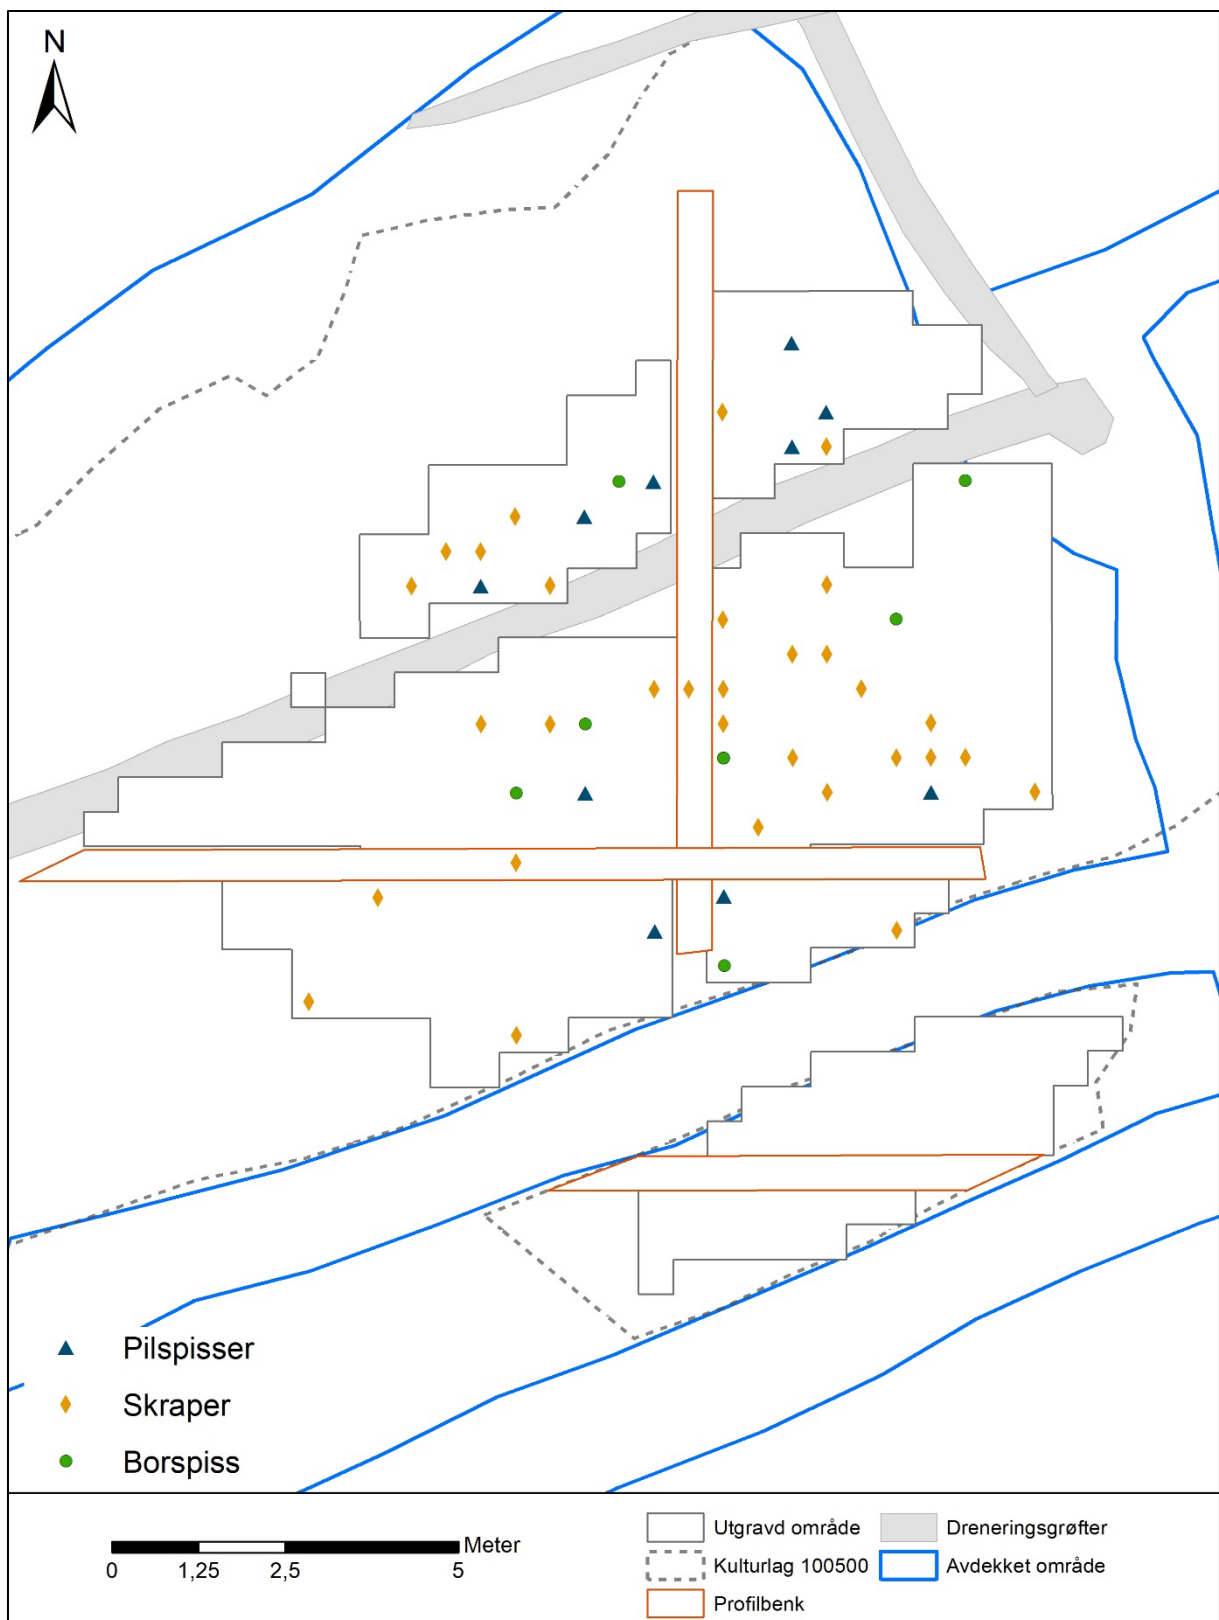 N
Pilspisser
Skraper
Borspiss
0 1,25 2,5 5 Meter
Utgravd område
Kulturlag 100500
Profilbenk
Dreneringsgrøfter
Avdekket område